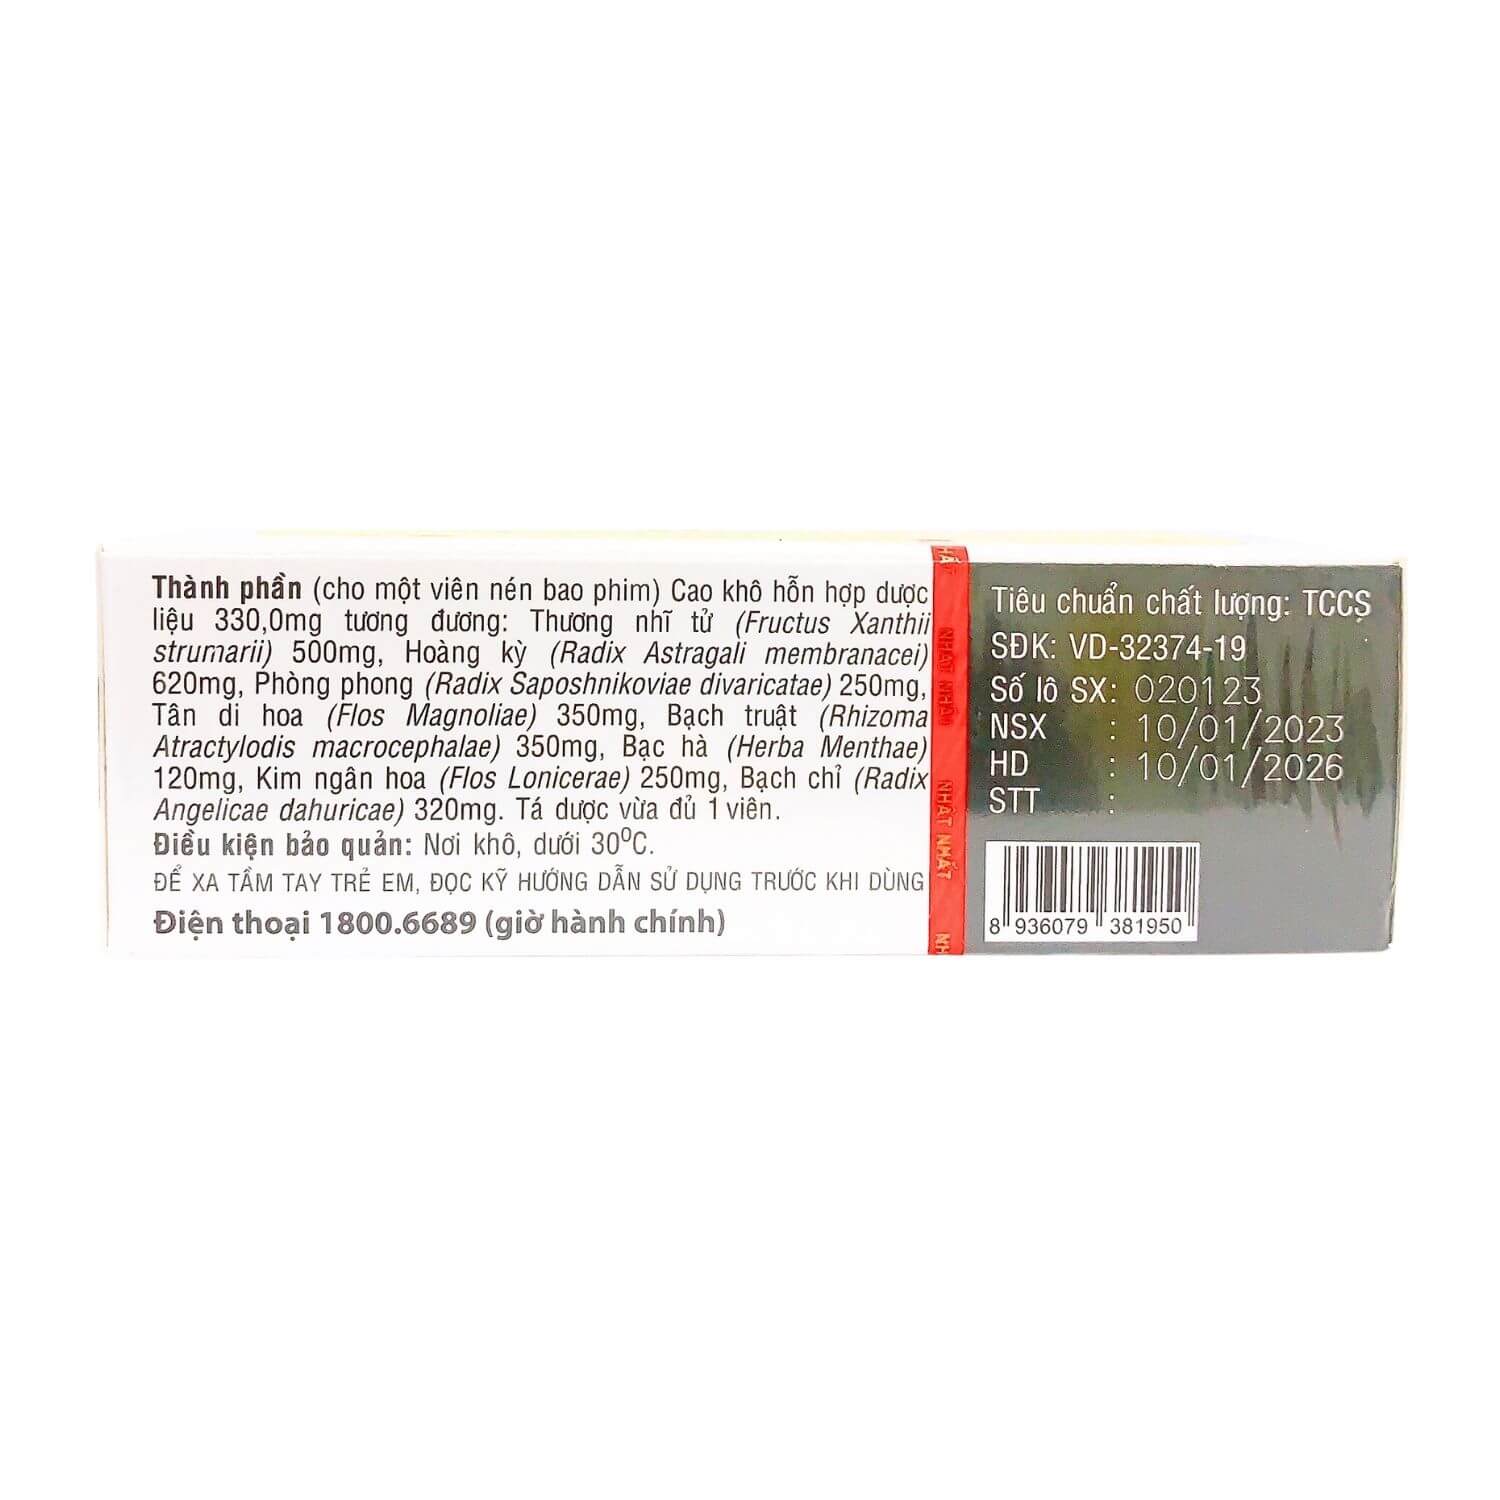 Thành phần (cho một viên nén bao phim) Cao khô hỗn hợp dược
liệu 330,0mg tương đương: Thương nhĩ tử (Fructus Xanthii
strumarii) 500mg, Hoàng kỳ (Radix Astragali membranacei)
620mg, Phòng phong (Radix Saposhnikoviae divaricatae) 250mg,
Tân di hoa (Flos Magnoliae) 350mg, Bạch truật (Rhizoma
Atractylodis macrocephalae) 350mg, Bạc hà (Herba Menthae)
120mg, Kim ngân hoa (Flos Lonicerae) 250mg, Bạch chỉ (Radix
Angelicae dahuricae) 320mg. Tá dược vừa đủ 1 viên.
Điều kiện bảo quản: Nơi khô, dưới 30⁰C.
ĐỂ XA TẦM TAY TRẺ EM, ĐỌC KỸ HƯỚNG DẪN SỬ DỤNG TRƯỚC KHI DÙNG
Điện thoại 1800.6689 (giờ hành chính)
NHẤT NHẤT
NHẤT NHẤT
Tiêu chuẩn chất lượng: TCCS
SĐK: VD-32374-19
Số lô SX: 020123
NSX : 10/01/2023
HD : 10/01/2026
STT :
8 936079 381950